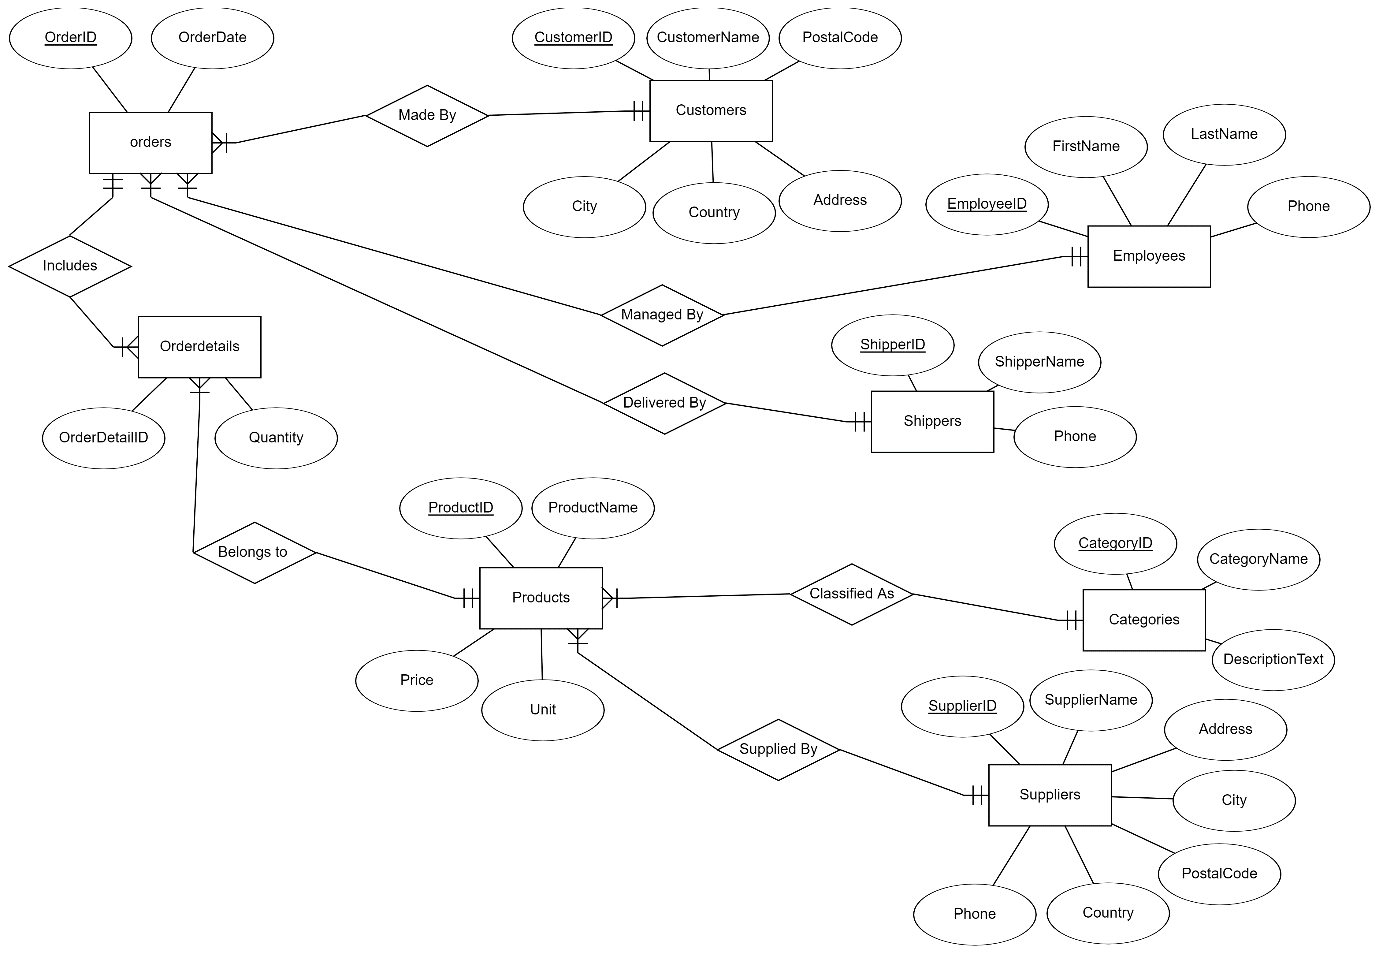 OrderID
OrderDate
CustomerID
CustomerName
PostalCode
orders
Made By
Customers
City
Country
Address
FirstName
LastName
EmployeeID
Phone
Employees
Includes
Managed By
Orderdetails
ShipperID
ShipperName
Delivered By
Shippers
Phone
OrderDetailID
Quantity
ProductID
ProductName
Belongs to
Products
Price
Unit
Classified As
CategoryID
CategoryName
Categories
DescriptionText
Supplied By
SupplierID
SupplierName
Address
Suppliers
City
PostalCode
Phone
Country